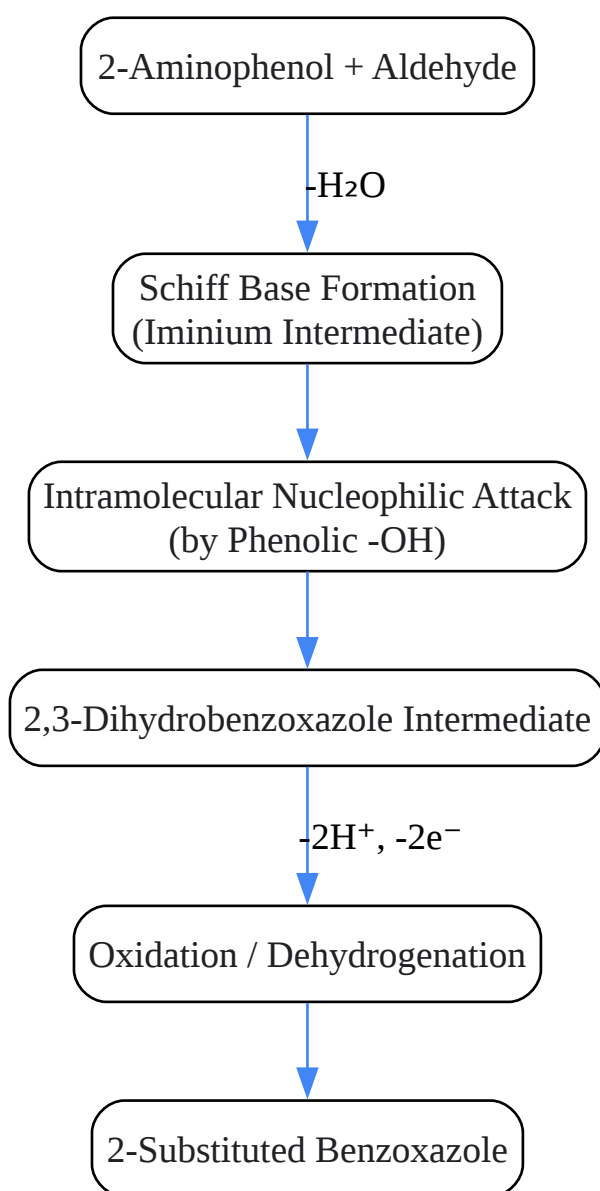 2-Aminophenol + Aldehyde
-H₂O
Schiff Base Formation
(Iminium Intermediate)
Intramolecular Nucleophilic Attack
(by Phenolic -OH)
2,3-Dihydrobenzoxazole Intermediate
-2H⁺, -2e⁻
Oxidation / Dehydrogenation
2-Substituted Benzoxazole